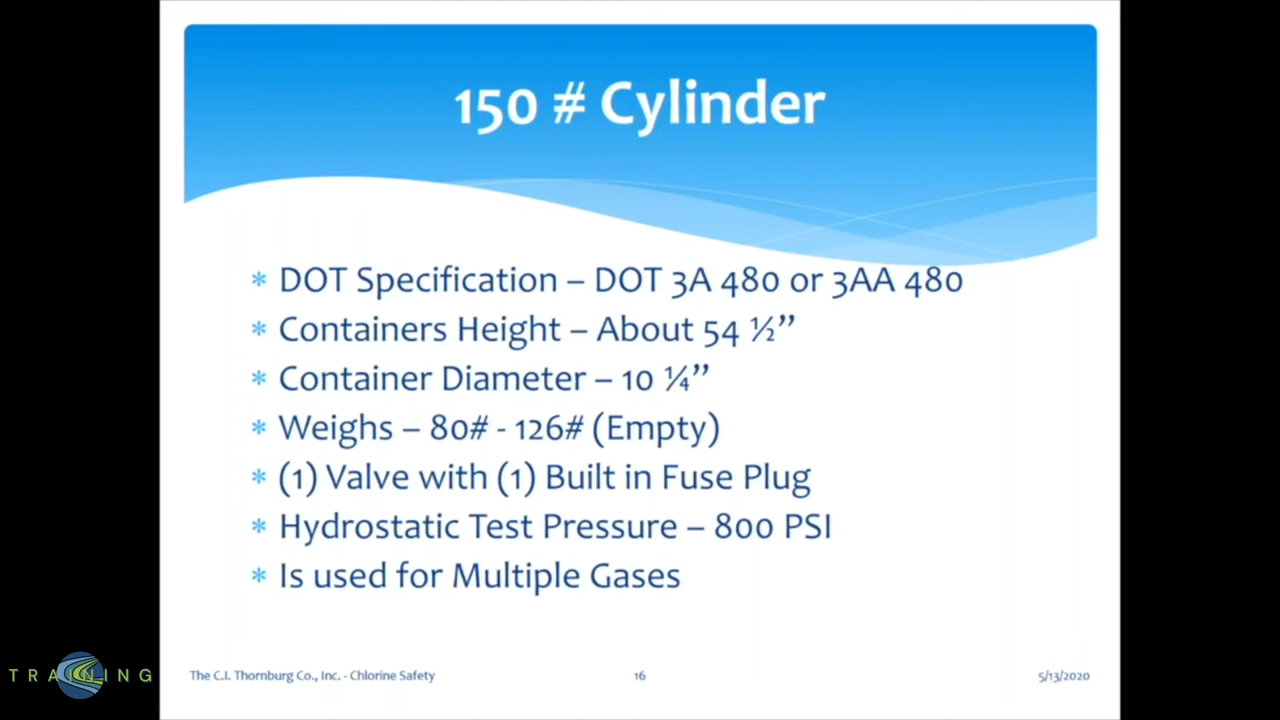 150 # Cylinder
* DOT Specification – DOT 3A 480 or 3AA 480
* Containers Height – About 54 ½”
* Container Diameter – 10 ¼”
* Weighs – 80# - 126# (Empty)
* (1) Valve with (1) Built in Fuse Plug
* Hydrostatic Test Pressure – 800 PSI
* Is used for Multiple Gases
TRAINING
The C.I. Thornburg Co., Inc. - Chlorine Safety 16 5/13/2020